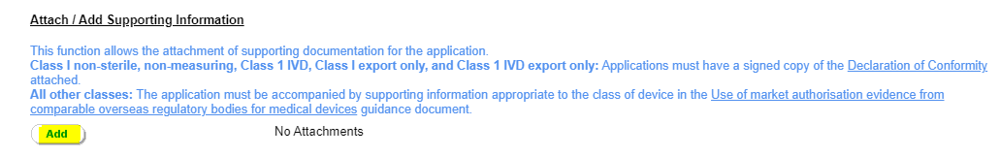 Attach / Add Supporting Information
This function allows the attachment of supporting documentation for the application.
Class I non-sterile, non-measuring, Class 1 IVD, Class I export only, and Class 1 IVD export only: Applications must have a signed copy of the Declaration of Conformity
attached.
All other classes: The application must be accompanied by supporting information appropriate to the class of device in the Use of market authorisation evidence from
comparable overseas regulatory bodies for medical devices guidance document.
Add No Attachments